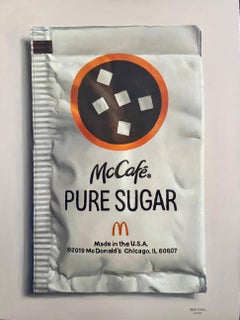 McCafé®
PURE SUGAR
Made in the U.S.A.
©2019 McDonald's Chicago, IL 60607